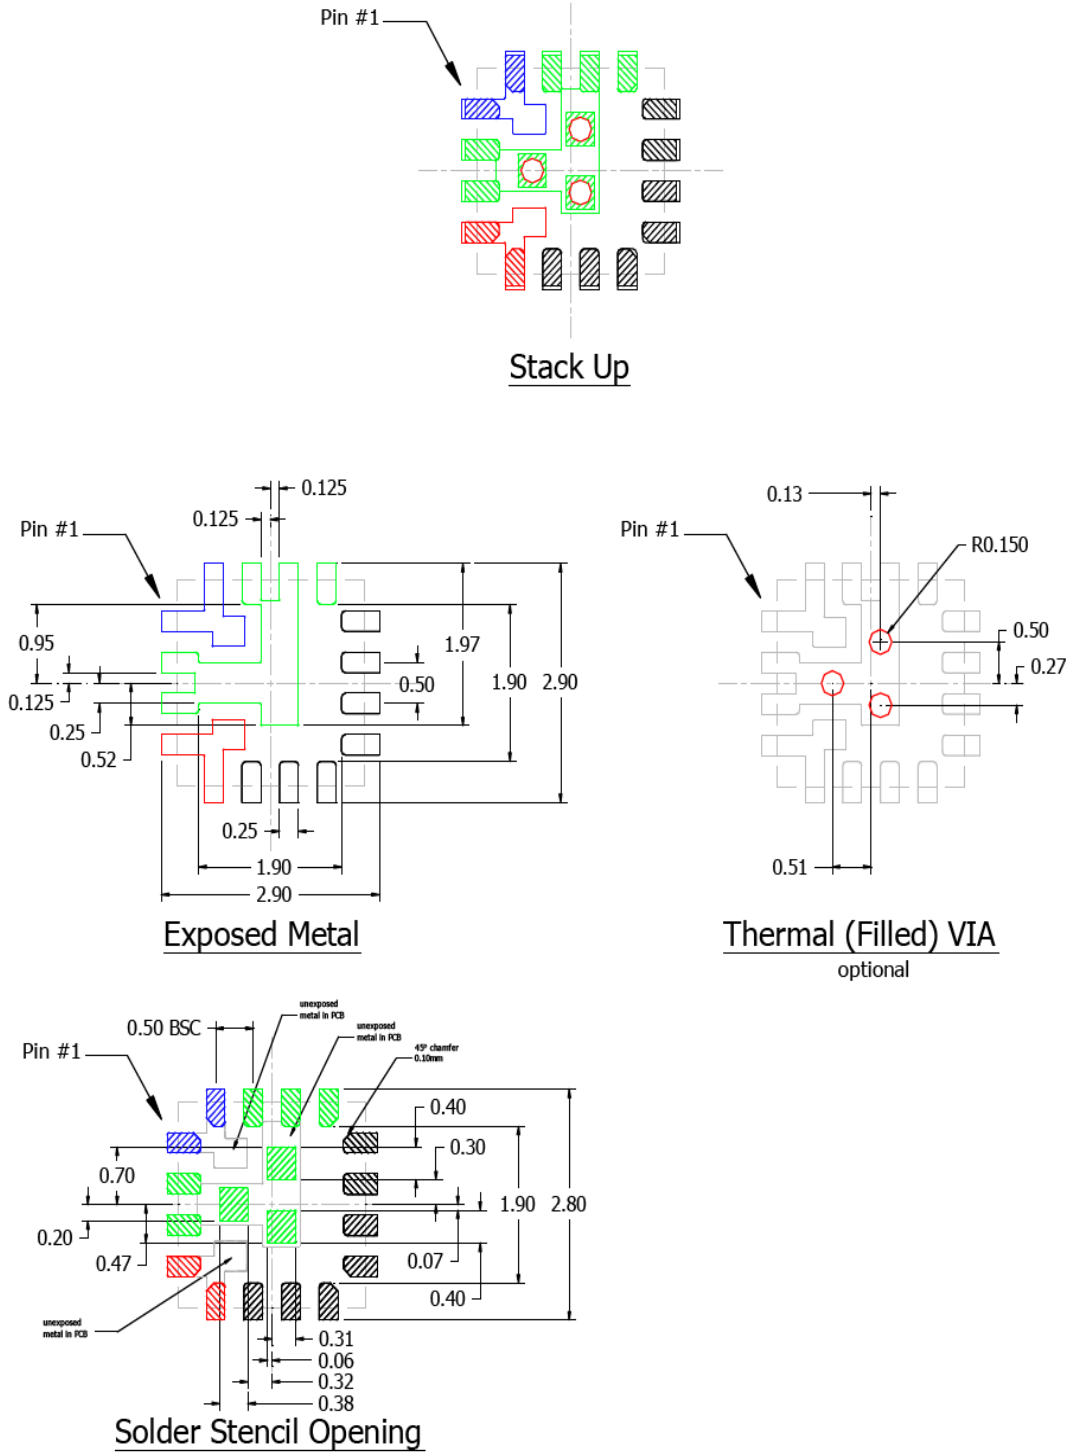 Pin #1
Stack Up
0.125
0.125
Pin #1
0.95
0.125
0.25
0.52
1.97
0.50
1.90
2.90
0.25
1.90
2.90
Exposed Metal
0.13
Pin #1
R0.150
0.50
0.27
0.51
Thermal (Filled) VIA
optional
unexposed
metal in PCB
0.50 BSC
unexposed
metal in PCB
Pin #1
45° chamfer
0.10mm
0.40
0.30
0.70
1.90
2.80
0.20
0.47
0.07
0.40
unexposed
metal in PCB
0.31
0.06
0.32
0.38
Solder Stencil Opening